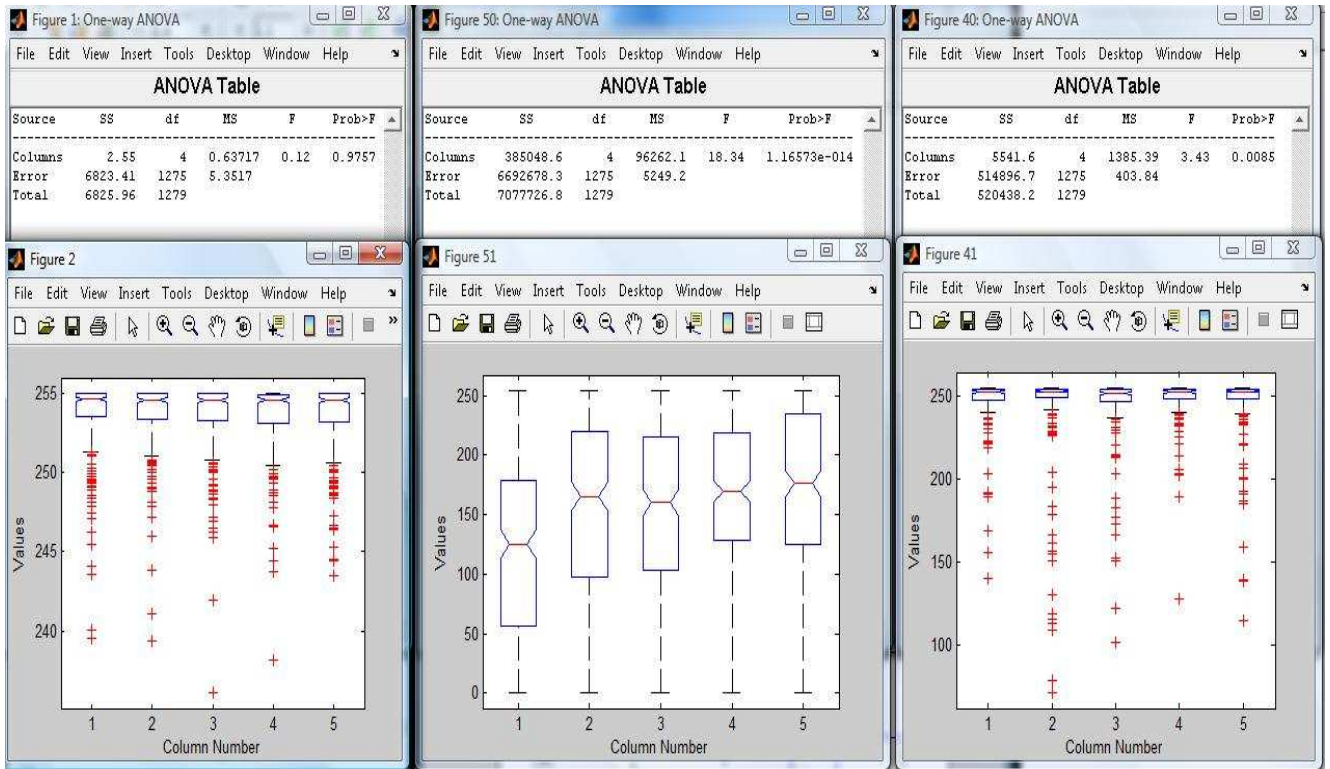 Figure 1: One-way ANOVA
File Edit View Insert Tools Desktop Window Help
ANOVA Table
Source SS df MS F Prob>F
Columns 2.55 4 0.63717 0.12 0.9757
Error 6823.41 1275 5.3517
Total 6825.96 1279
Figure 50: One-way ANOVA
File Edit View Insert Tools Desktop Window Help
ANOVA Table
Source SS df MS F Prob>F
Columns 385048.6 4 96262.1 18.34 1.16573e-014
Error 6692678.3 1275 5249.2
Total 7077726.8 1279
Figure 40: One-way ANOVA
File Edit View Insert Tools Desktop Window Help
ANOVA Table
Source SS df MS F Prob>F
Columns 5541.6 4 1385.39 3.43 0.0085
Error 514896.7 1275 403.84
Total 520438.2 1279
Figure 2
File Edit View Insert Tools Desktop Window Help
255
250
245
240
Values
1 2 3 4 5
Column Number
Figure 51
File Edit View Insert Tools Desktop Window Help
250
200
150
100
50
0
Values
1 2 3 4 5
Column Number
Figure 41
File Edit View Insert Tools Desktop Window Help
250
200
150
100
Values
1 2 3 4 5
Column Number